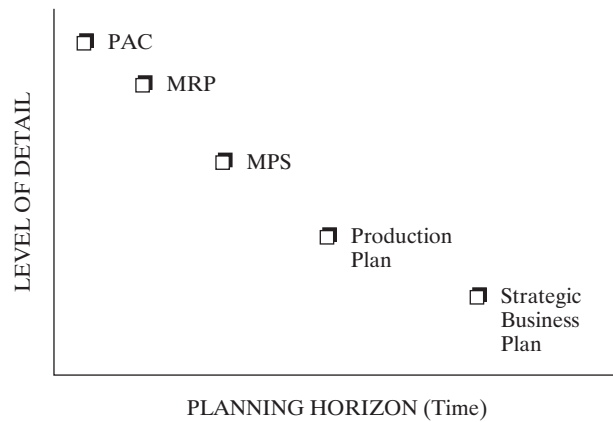 PAC
MRP
MPS
Production
Plan
Strategic
Business
Plan
LEVEL OF DETAIL
PLANNING HORIZON (Time)